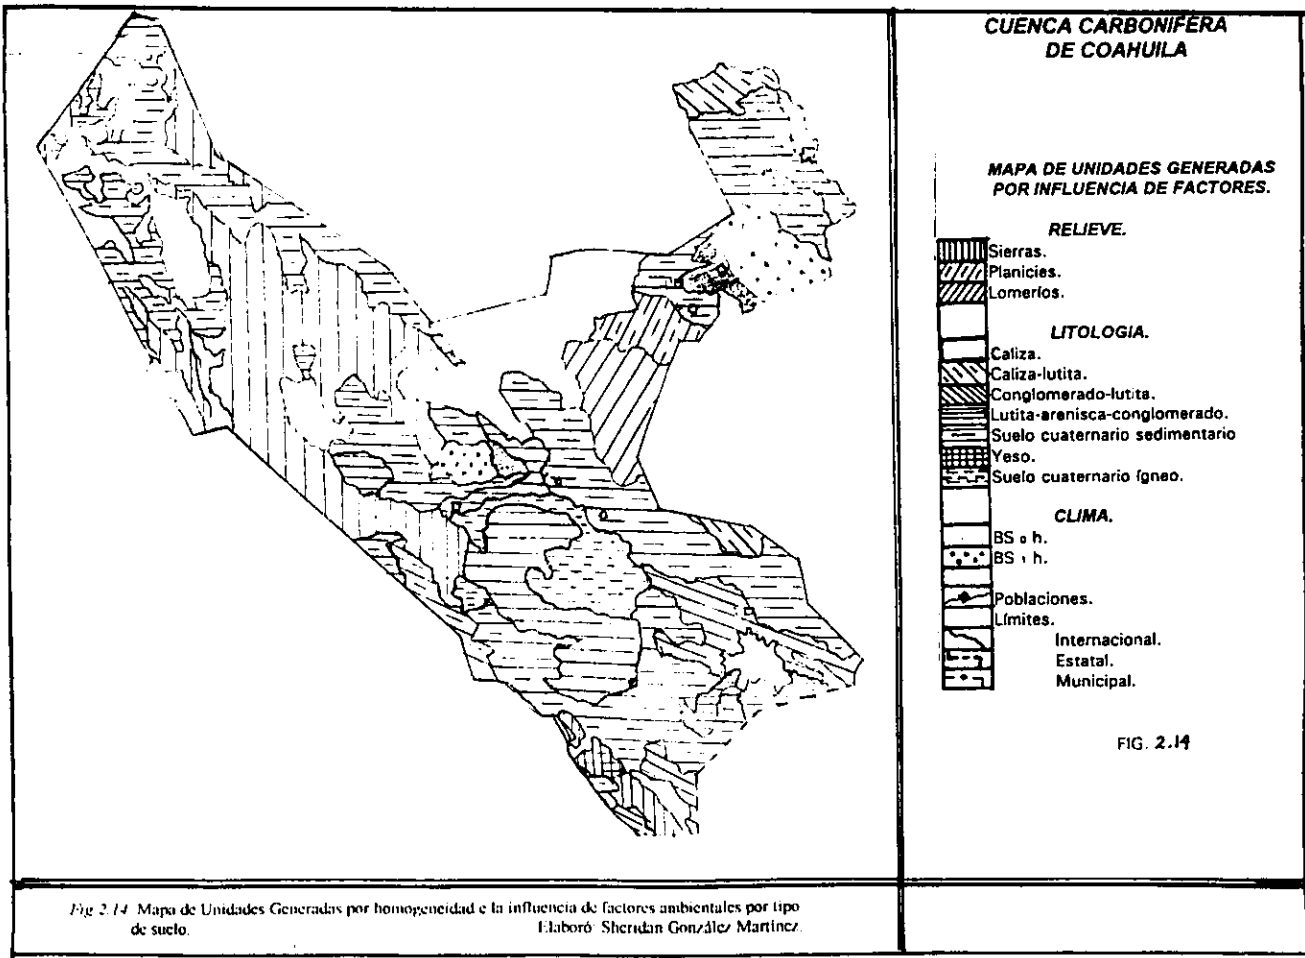 CUENCA CARBONIFERA
DE COAHUILA
MAPA DE UNIDADES GENERADAS
POR INFLUENCIA DE FACTORES.
RELIEVE.
Sierras.
Planicies.
Lomeríos.
LITOLOGIA.
Caliza.
Caliza-lutita.
Conglomerado-lutita.
Lutita-arenisca-conglomerado.
Suelo cuaternario sedimentario
Yeso.
Suelo cuaternario ígneo.
CLIMA.
BS o h.
BS ı h.
Poblaciones.
Límites.
Internacional.
Estatal.
Municipal.
FIG. 2.14
Fig 2.14 Mapa de Unidades Generadas por homogeneidad e la influencia de factores ambientales por tipo
de suelo. Elaboró: Sheridan González Martínez.